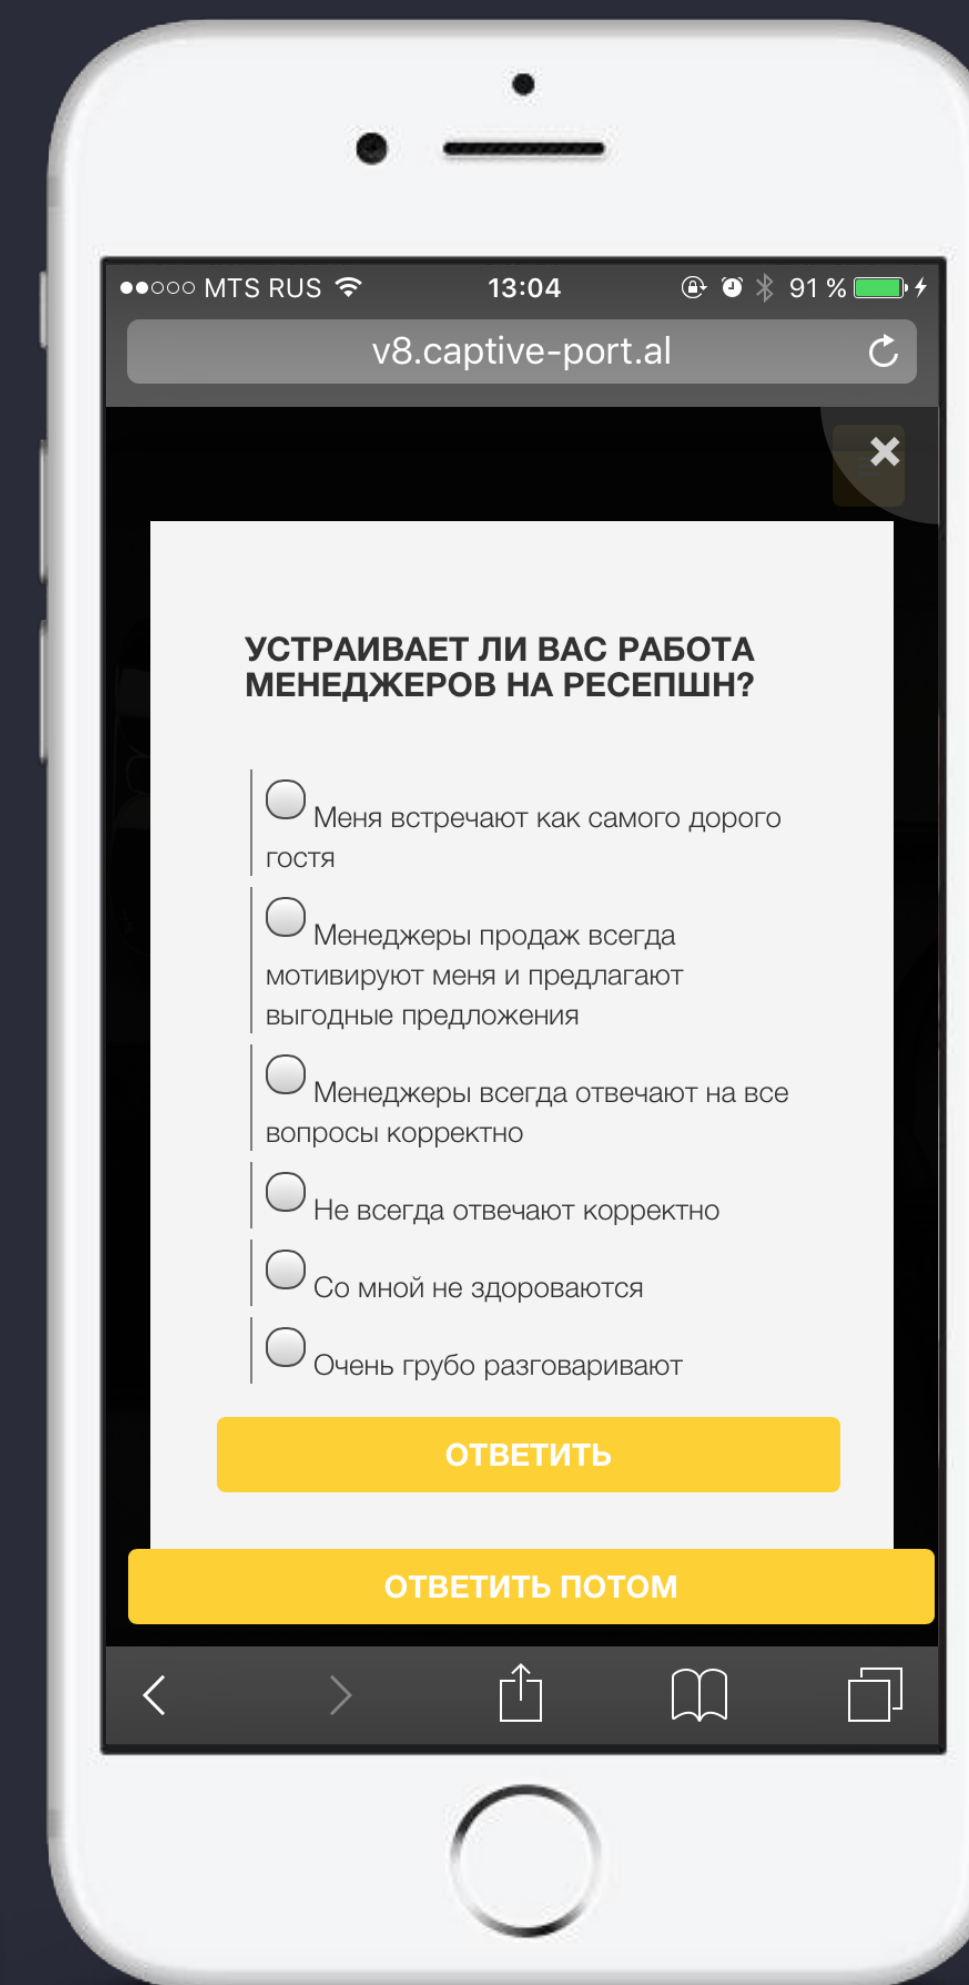 MTS RUS 13:04 91 %
v8.captive-port.al
УСТРАИВАЕТ ЛИ ВАС РАБОТА
МЕНЕДЖЕРОВ НА РЕСЕПШН?
Меня встречают как самого дорого
гостя
Менеджеры продаж всегда
мотивируют меня и предлагают
выгодные предложения
Менеджеры всегда отвечают на все
вопросы корректно
Не всегда отвечают корректно
Со мной не здороваются
Очень грубо разговаривают
ОТВЕТИТЬ
ОТВЕТИТЬ ПОТОМ